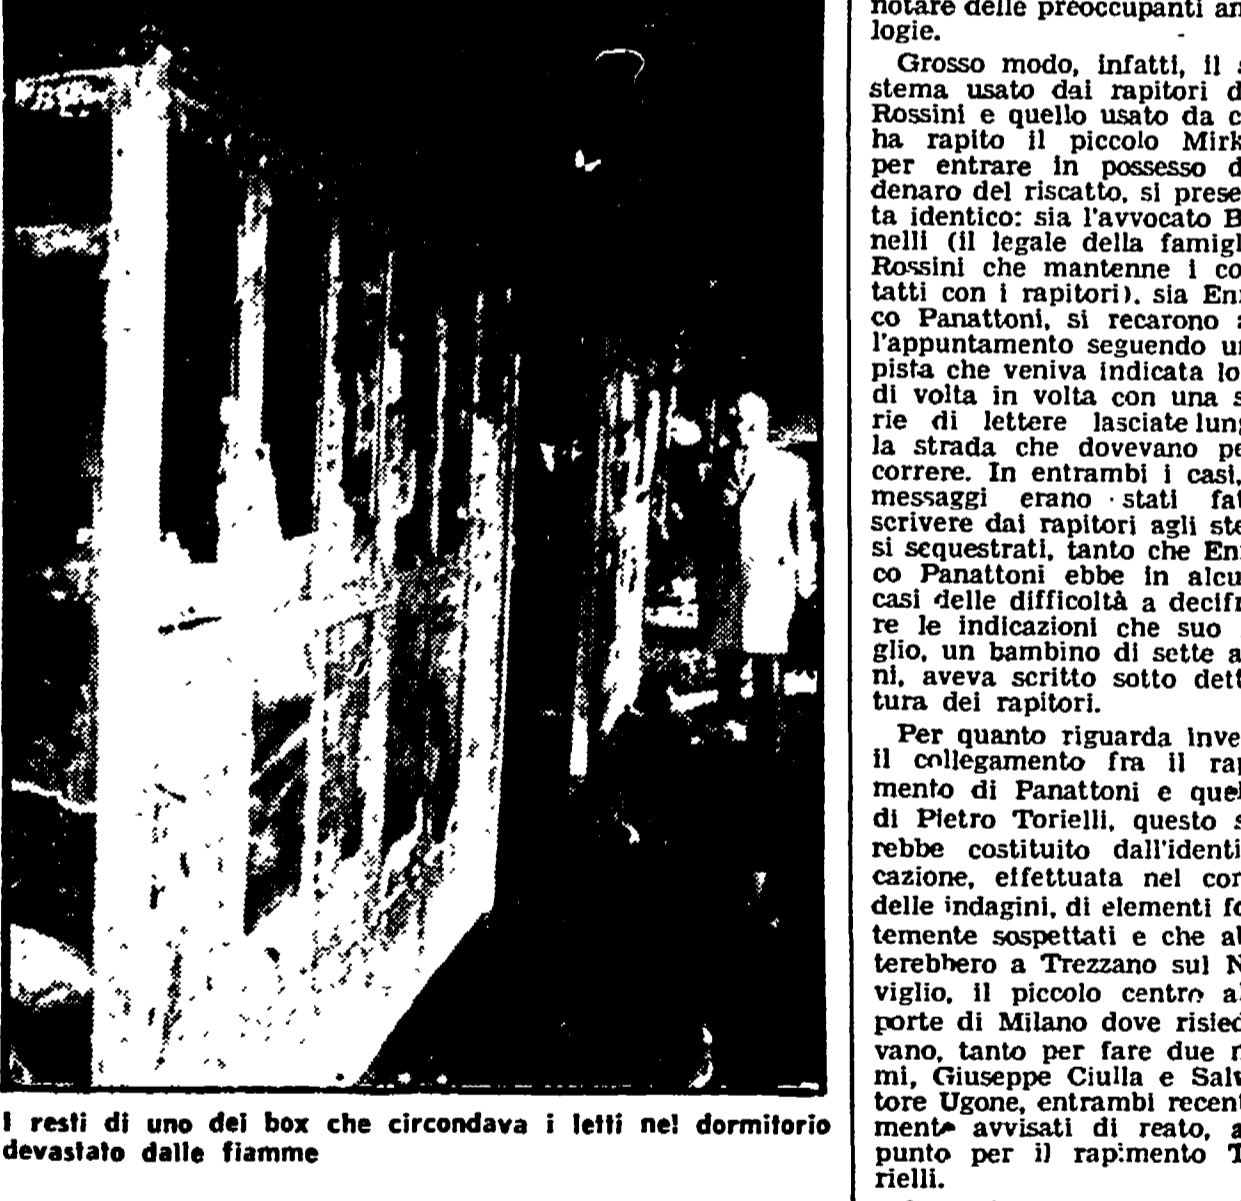 I resti di uno dei box che circondava i letti nel dormitorio
devastato dalle fiamme
notare delle preoccupanti an
logie.
Grosso modo, infatti, il s
stema usato dai rapitori d
Rossini e quello usato da c
ha rapito il piccolo Mirk
per entrare in possesso d
denaro del riscatto, si prese
ta identico: sia l'avvocato B
nelli (il legale della famigl
Rossini che mantenne i co
tatti con i rapitori). sia En
co Panattoni, si recarono a
l'appuntamento seguendo un
pista che veniva indicata lo
di volta in volta con una s
rie di lettere lasciate lung
la strada che dovevano pe
correre. In entrambi i casi,
messaggi erano stati fat
scrivere dai rapitori agli ste
si sequestrati, tanto che En
co Panattoni ebbe in alcu
casi delle difficoltà a decifr
re le indicazioni che suo
glio, un bambino di sette a
ni, aveva scritto sotto dett
tura dei rapitori.
Per quanto riguarda inve
il collegamento fra il rap
mento di Panattoni e quel
di Pietro Torielli, questo s
rebbe costituito dall'identi
cazione, effettuata nel cor
delle indagini, di elementi fo
temente sospettati e che ab
terebbero a Trezzano sul N
viglio, il piccolo centro al
porte di Milano dove risied
vano, tanto per fare due n
mi, Giuseppe Ciulla e Salv
tore Ugone, entrambi recent
mente avvisati di reato, a
punto per il rapimento T
rielli.